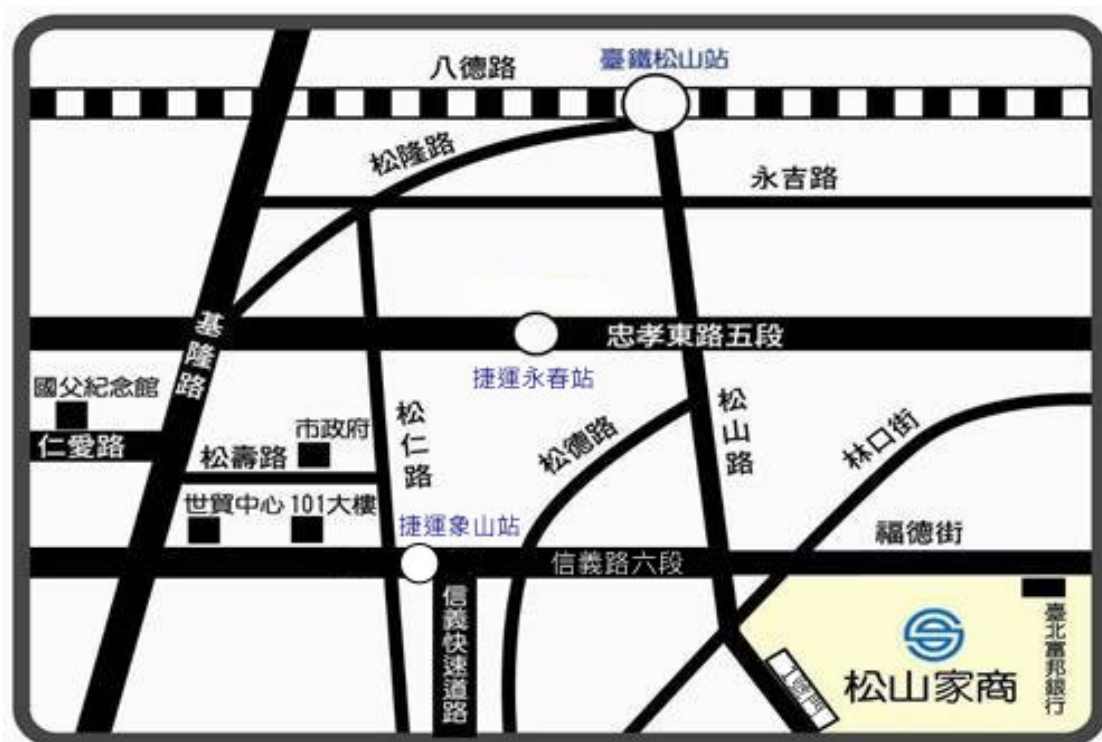 八德路
臺鐵松山站
松隆路
永吉路
基隆路
忠孝東路五段
捷運永春站
國父紀念館
仁愛路
松壽路
市政府
松仁路
松德路
松山路
林口街
世貿中心
101大樓
捷運象山站
信義路六段
福德街
信義快速道路
1號門
松山家商
臺北富邦銀行